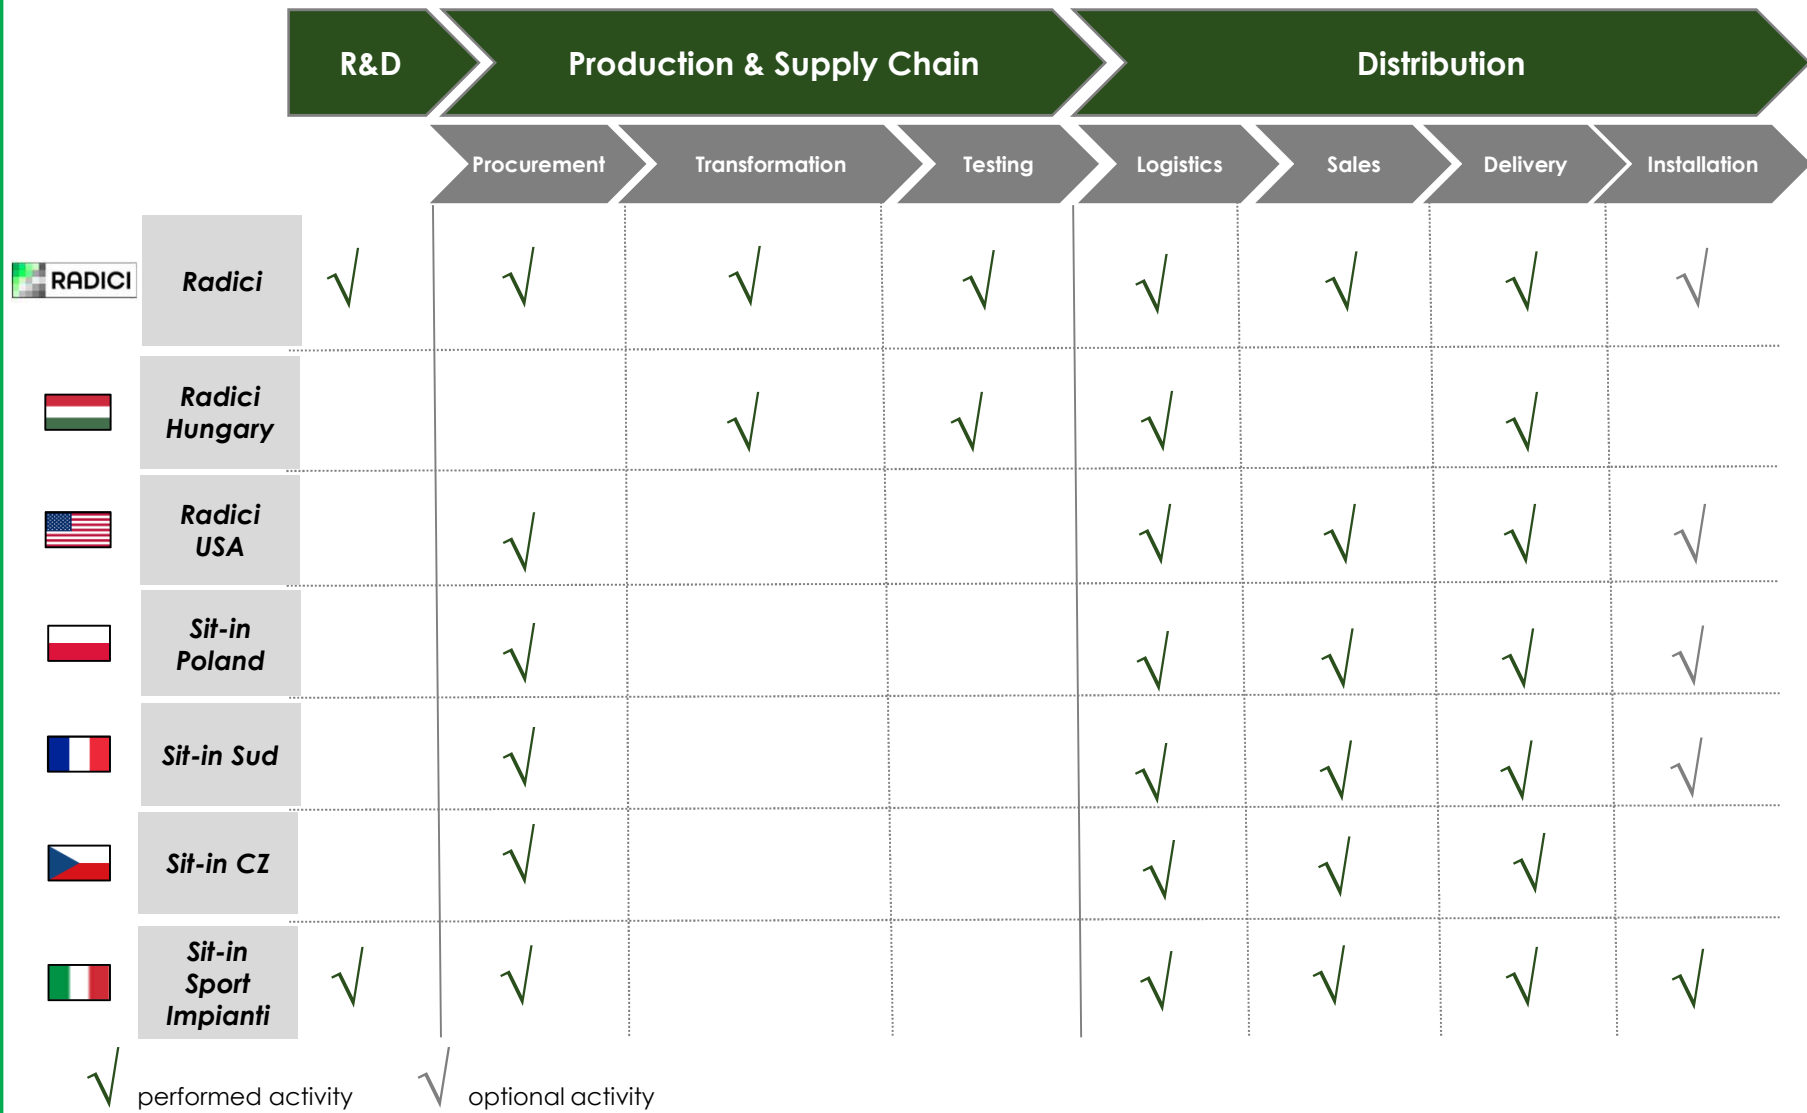 R&D
Production & Supply Chain
Distribution
Procurement
Transformation
Testing
Logistics
Sales
Delivery
Installation
RADICI
Radici
Radici
Hungary
Radici
USA
Sit-in
Poland
Sit-in Sud
Sit-in CZ
Sit-in
Sport
Impianti
performed activity
optional activity